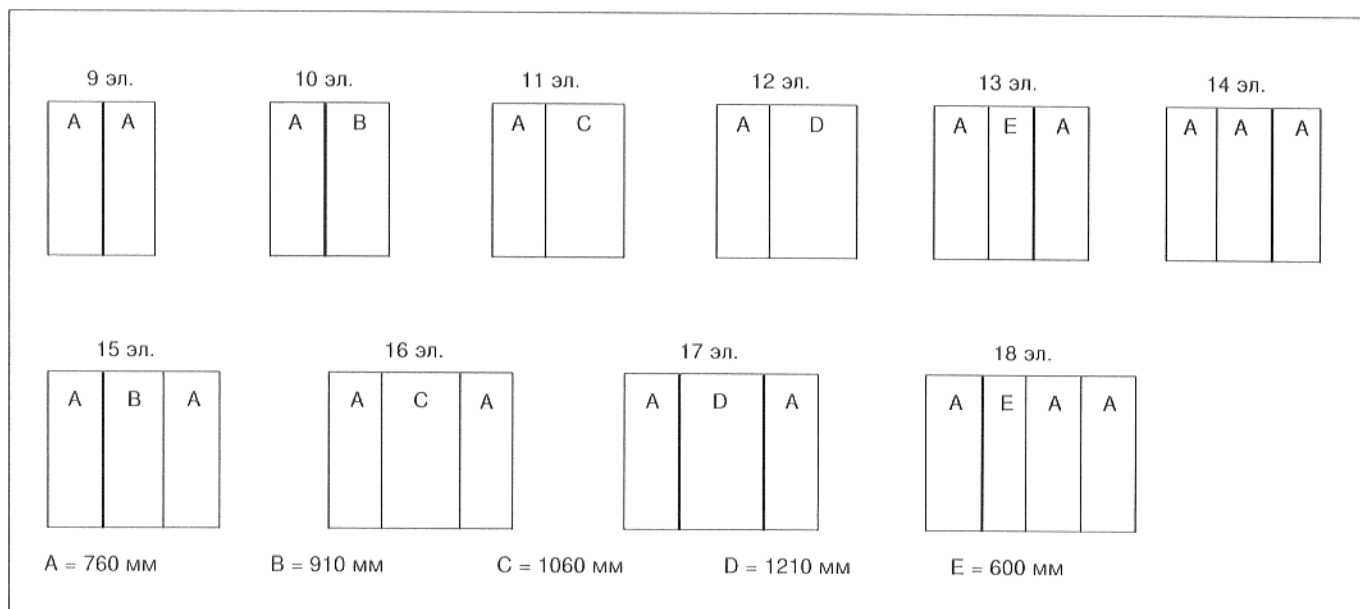 9 эл. 10 эл. 11 эл. 12 эл. 13 эл. 14 эл.
A A A B A C A D A E A A A A
15 эл. 16 эл. 17 эл. 18 эл.
A B A A C A A D A A E A A
A = 760 мм B = 910 мм C = 1060 мм D = 1210 мм E = 600 мм